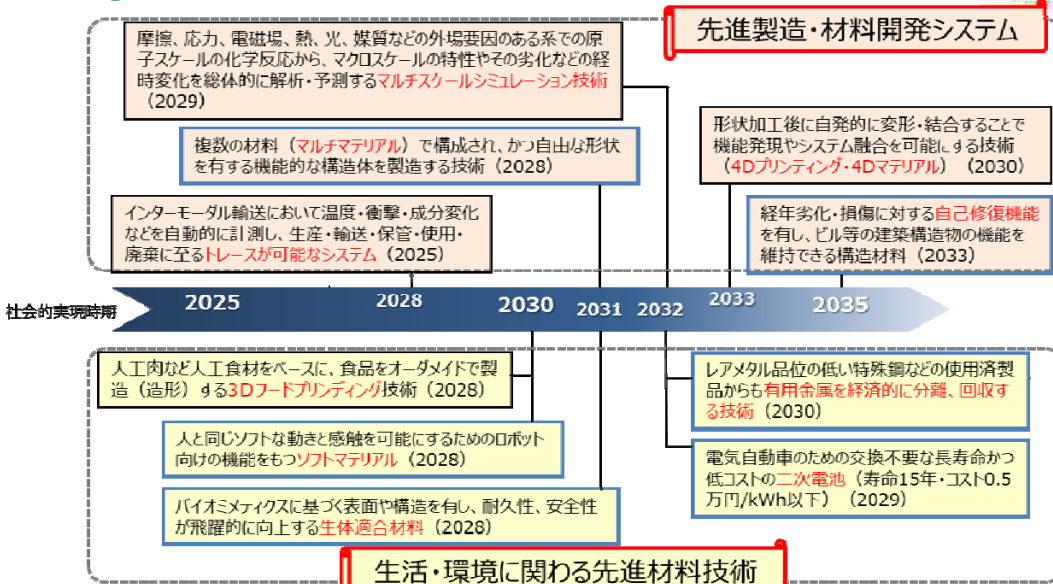 先進製造・材料開発システム
摩擦、応力、電磁場、熱、光、媒質などの外場要因のある系での原
子スケールの化学反応から、マクロスケールの特性やその劣化などの経
時変化を総体的に解析・予測するマルチスケールシミュレーション技術
(2029)
複数の材料(マルチマテリアル)で構成され、かつ自由な形状
を有する機能的な構造体を製造する技術(2028)
インターモーダル輸送において温度・衝撃・成分変化
などを自動的に計測し、生産・輸送・保管・使用・
廃棄に至るトレースが可能なシステム(2025)
形状加工後に自発的に変形・結合することで
機能発現やシステム融合を可能にする技術
(4Dプリンティング・4Dマテリアル) (2030)
経年劣化・損傷に対する自己修復機能
を有し、ビル等の建築構造物の機能を
維持できる構造材料(2033)
社会的実現時期
2025 2028 2030 2031 2032 2033 2035
人工肉など人工食材をベースに、食品をオーダメイドで製
造(造形)する3Dフードプリンディング技術(2028)
人と同じソフトな動きと感触を可能にするためのロボット
向けの機能をもつソフトマテリアル(2028)
バイオミメティクスに基づく表面や構造を有し、耐久性、安全性
が飛躍的に向上する生体適合材料(2028)
レアメタル品位の低い特殊鋼などの使用済製
品からも有用金属を経済的に分離、回収す
る技術(2030)
電気自動車のための交換不要な長寿命かつ
低コストの二次電池(寿命15年・コスト0.5
万円/kWh以下) (2029)
生活・環境に関わる先進材料技術